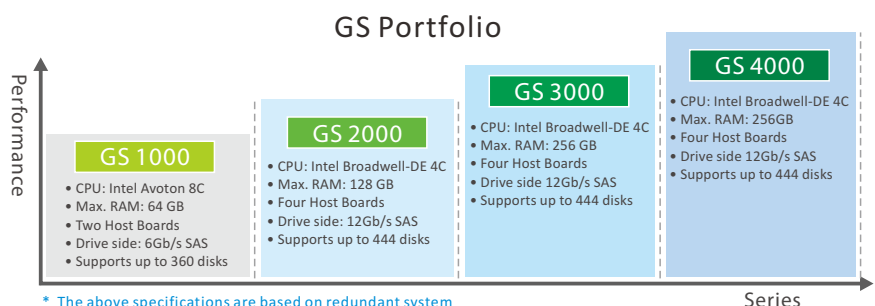 GS Portfolio
Performance
GS 1000
• CPU: Intel Avoton 8C
• Max. RAM: 64 GB
• Two Host Boards
• Drive side: 6Gb/s SAS
• Supports up to 360 disks
GS 2000
• CPU: Intel Broadwell-DE 4C
• Max. RAM: 128 GB
• Four Host Boards
• Drive side: 12Gb/s SAS
• Supports up to 444 disks
GS 3000
• CPU: Intel Broadwell-DE 4C
• Max. RAM: 256 GB
• Four Host Boards
• Drive side 12Gb/s SAS
• Supports up to 444 disks
GS 4000
• CPU: Intel Broadwell-DE 4C
• Max. RAM: 256GB
• Four Host Boards
• Drive side 12Gb/s SAS
• Supports up to 444 disks
Series
* The above specifications are based on redundant system